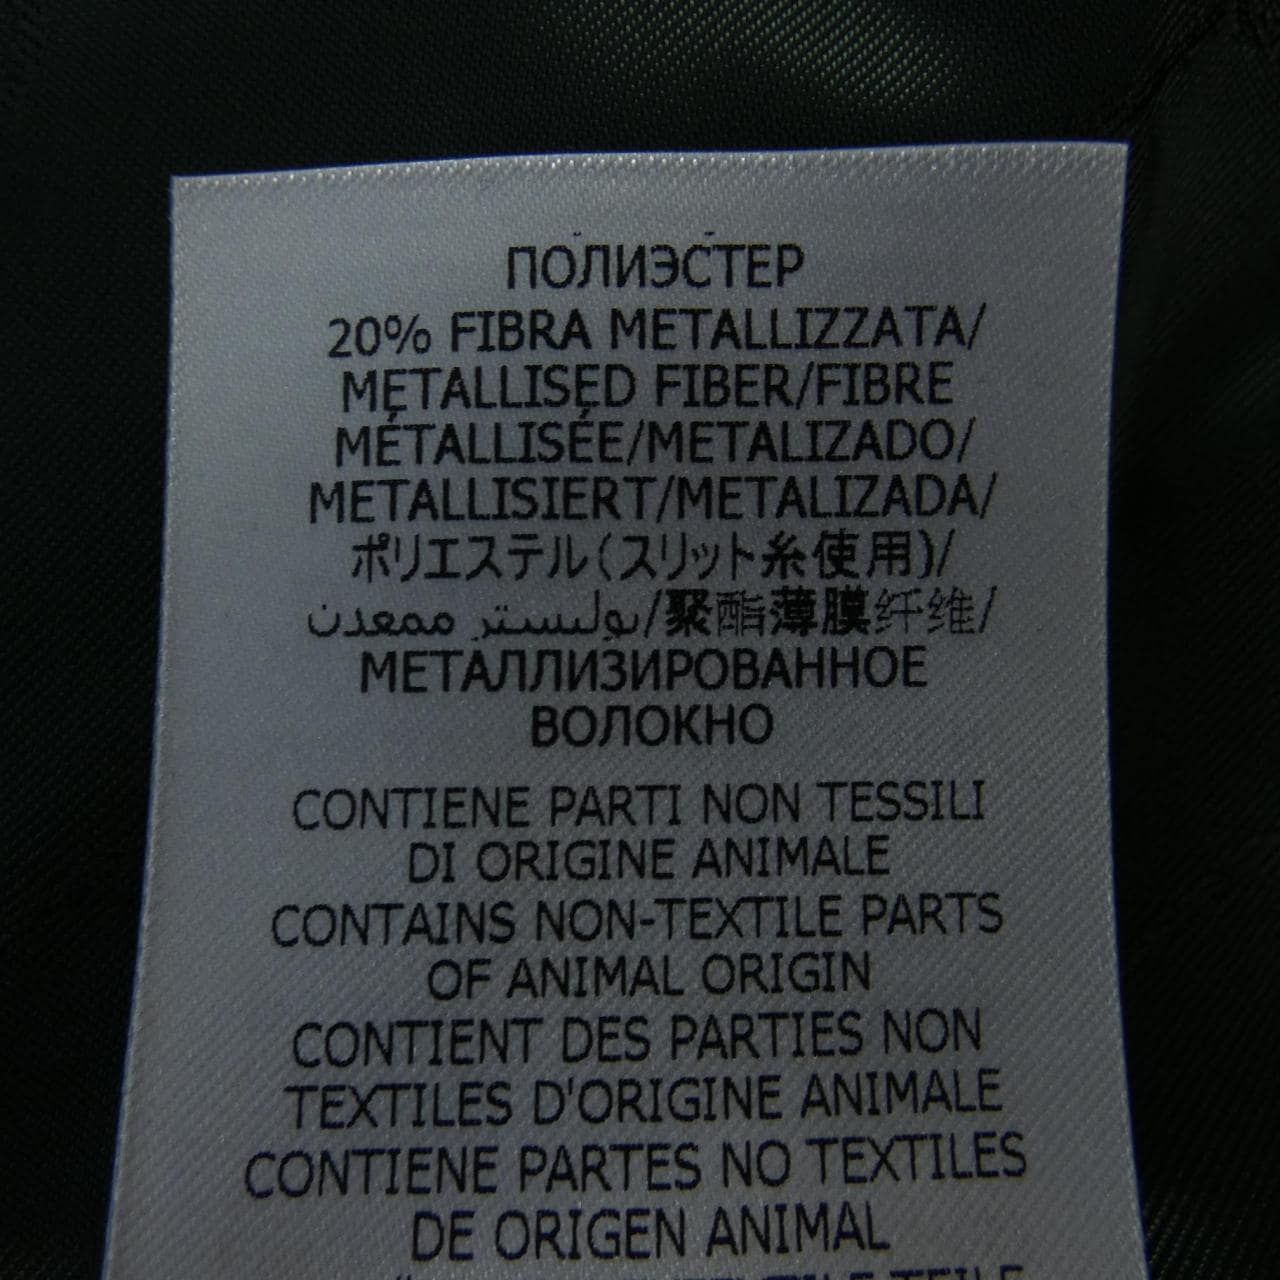 ПОЛИЭСТЕР
20% FIBRA METALLIZZATA/
METALLISED FIBER/FIBRE
MÉTALLISÉE/METALIZADO/
METALLISIERT/METALIZADA/
ポリエステル(スリット糸使用)/
بوليستر ممعدن/聚酯薄膜纤维/
МЕТАЛЛИЗИРОВАННОЕ
ВОЛОКНО
CONTIENE PARTI NON TESSILI
DI ORIGINE ANIMALE
CONTAINS NON-TEXTILE PARTS
OF ANIMAL ORIGIN
CONTIENT DES PARTIES NON
TEXTILES D'ORIGINE ANIMALE
CONTIENE PARTES NO TEXTILES
DE ORIGEN ANIMAL